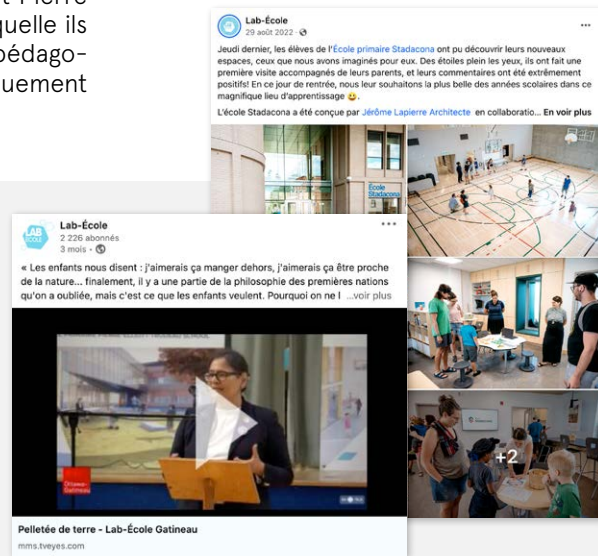 t Pierre
quelle ils
pédago-
quement
Lab-École
29 août 2022
Jeudi dernier, les élèves de l'École primaire Stadacona ont pu découvrir leurs nouveaux
espaces, ceux que nous avons imaginés pour eux. Des étoiles plein les yeux, ils ont fait une
première visite accompagnés de leurs parents, et leurs commentaires ont été extrêmement
positifs! En ce jour de rentrée, nous leur souhaitons la plus belle des années scolaires dans ce
magnifique lieu d'apprentissage 😃.
L'école Stadacona a été conçue par Jérôme Lapierre Architecte en collaboratio... En voir plus
École
Stadacona
+2
LAB
ÉCOLE
Lab-École
2 226 abonnés
3 mois
« Les enfants nous disent : j'aimerais ça manger dehors, j'aimerais ça être proche
de la nature... finalement, il y a une partie de la philosophie des premières nations
qu'on a oubliée, mais c'est ce que les enfants veulent. Pourquoi on ne l ...voir plus
Ottawa-
Gatineau
Pelletée de terre - Lab-École Gatineau
mms.tveyes.com